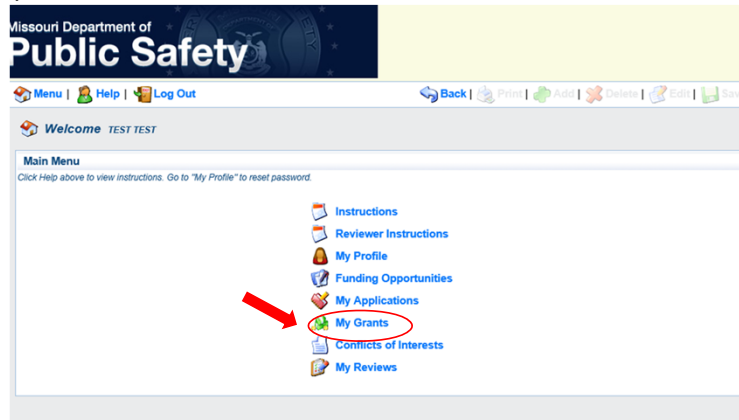 Missouri Department of
Public Safety
Menu | Help | Log Out
Back | Print | Add | Delete | Edit | Sav
Welcome TEST TEST
Main Menu
Click Help above to view instructions. Go to "My Profile" to reset password.
Instructions
Reviewer Instructions
My Profile
Funding Opportunities
My Applications
My Grants
Conflicts of Interests
My Reviews